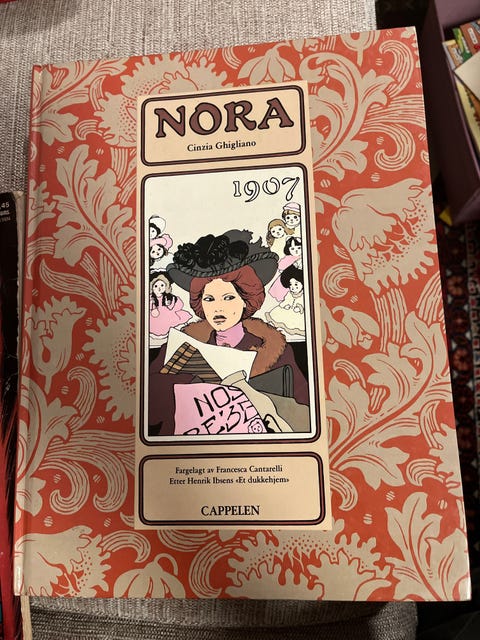 NORA
Cinzia Ghigliano
1907
Fargelagt av Francesca Cantarelli
Etter Henrik Ibsens «Et dukkehjem»
CAPPELEN